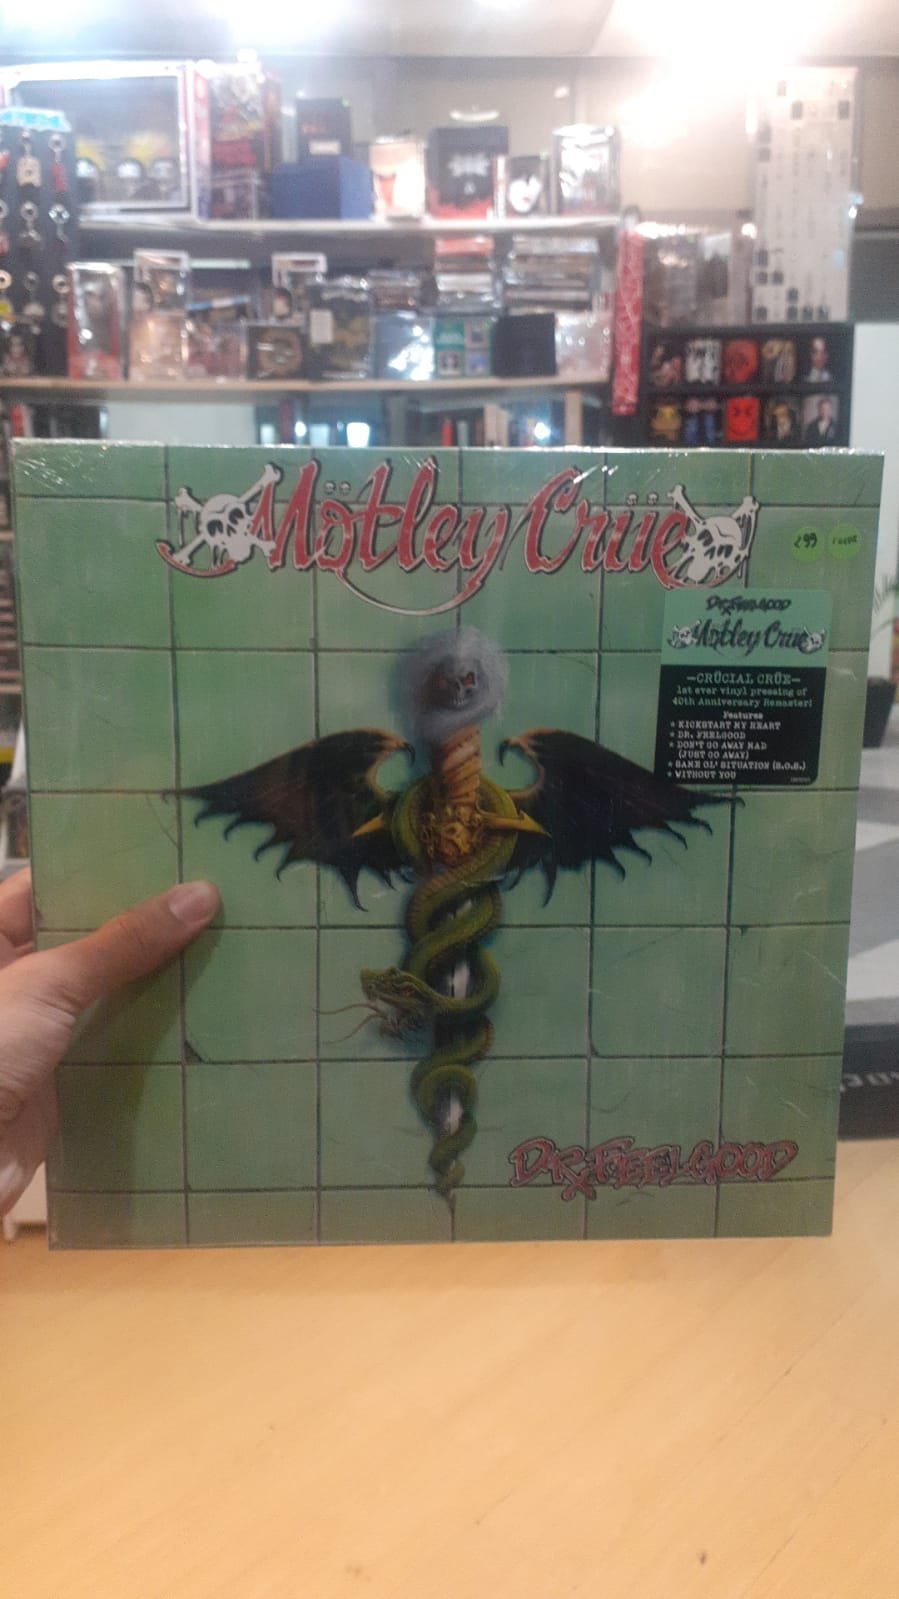 Mötley Crüe
299
DR. FEELGOOD
Mötley Crüe
—CRÜCIAL CRÜE—
1st ever vinyl pressing of
40th Anniversary Remaster!
Features
★ KICKSTART MY HEART
★ DR. FEELGOOD
★ DON'T GO AWAY MAD
(JUST GO AWAY)
★ SAME OL' SITUATION (S.O.S.)
★ WITHOUT YOU
DR. FEELGOOD